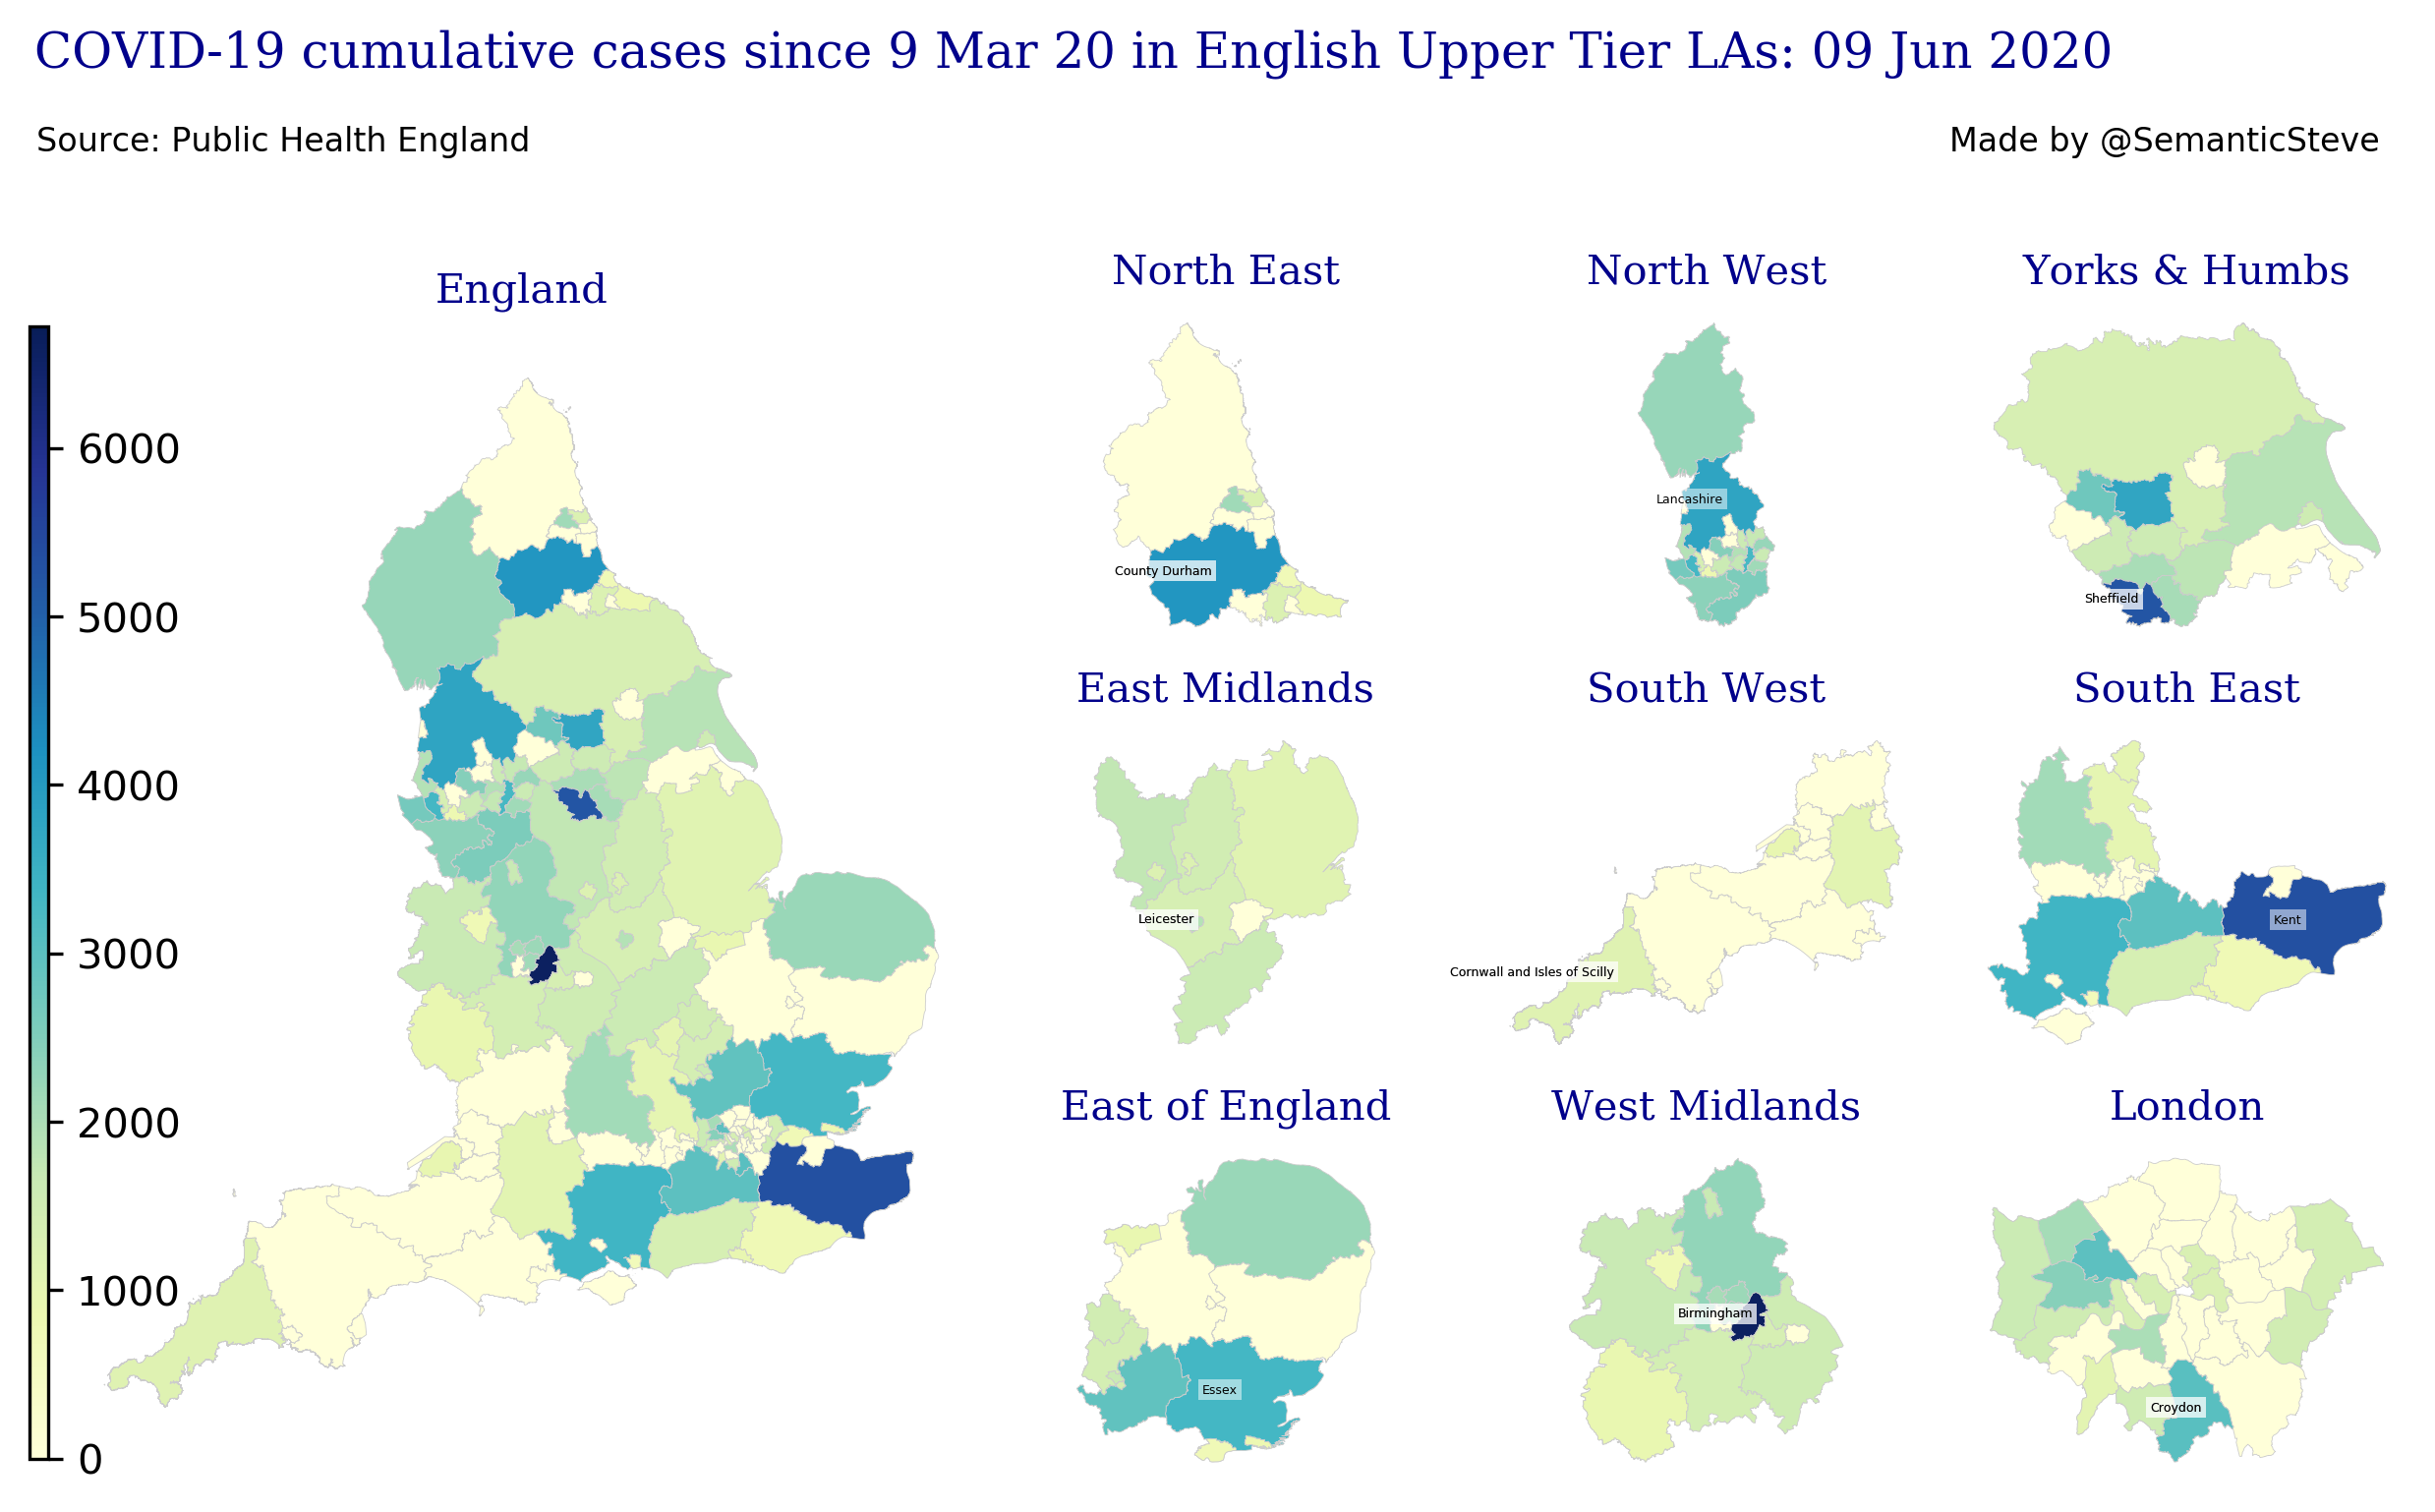 COVID-19 cumulative cases since 9 Mar 20 in English Upper Tier LAs: 09 Jun 2020
Source: Public Health England
Made by @SemanticSteve
England
6000
5000
4000
3000
2000
1000
0
North East
County Durham
North West
Lancashire
Yorks & Humbs
Sheffield
East Midlands
Leicester
South West
Cornwall and Isles of Scilly
South East
Kent
East of England
Essex
West Midlands
Birmingham
London
Croydon